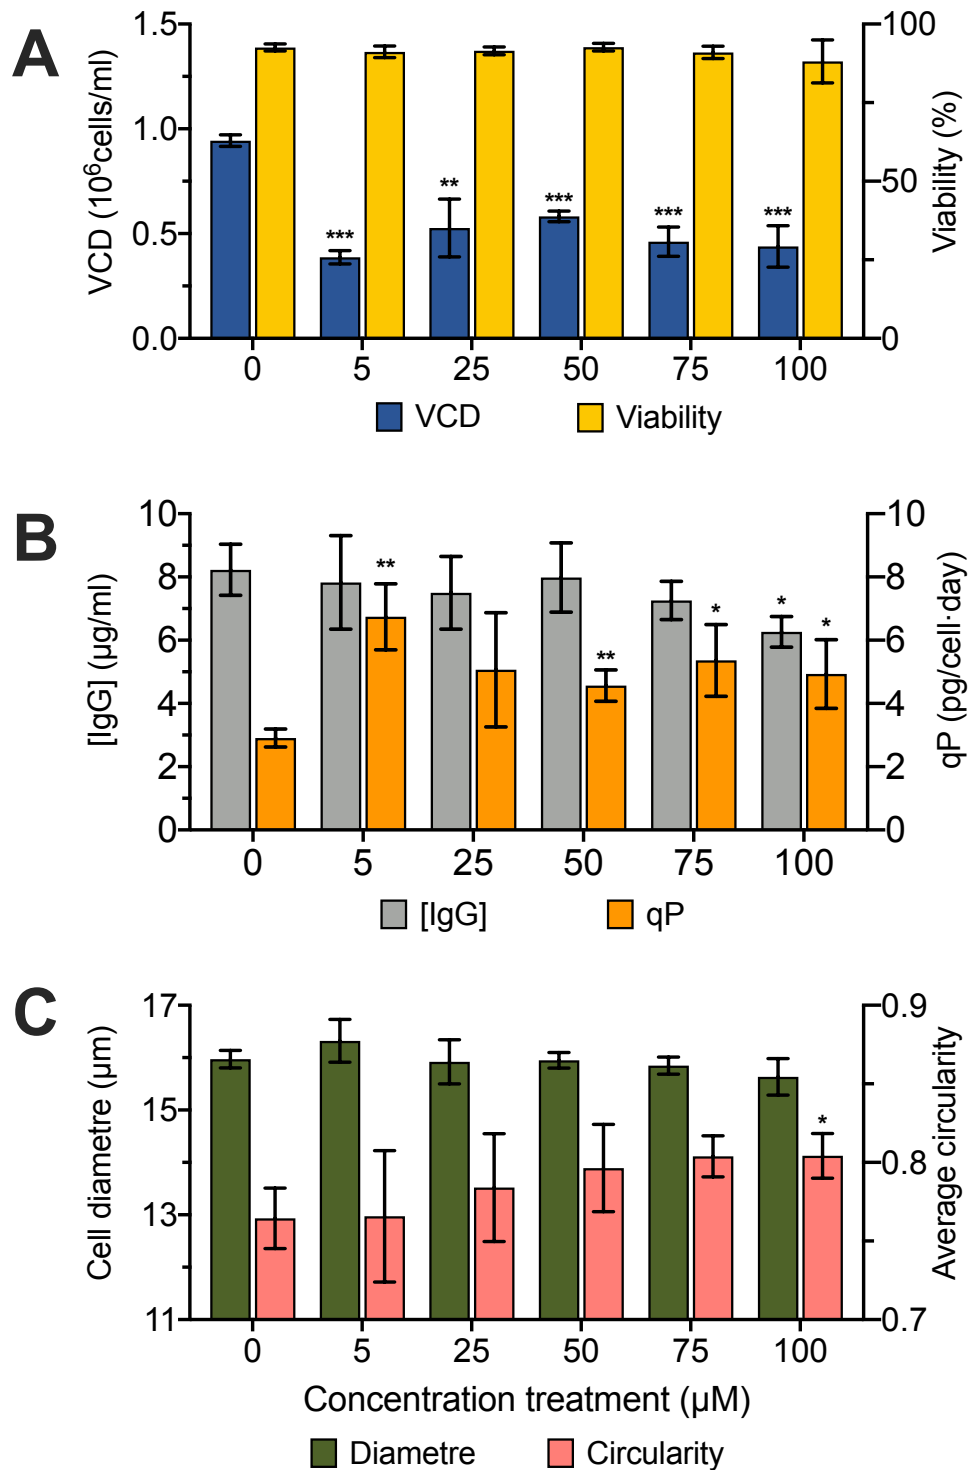 A
VCD (10⁶cells/ml)
1.5
1.0
0.5
0.0
*** ** *** *** ***
100
50
0
Viability (%)
0 5 25 50 75 100
VCD Viability
B
[IgG] (µg/ml)
10
8
6
4
2
0
** ** * * *
10
8
6
4
2
0
qP (pg/cell·day)
0 5 25 50 75 100
[IgG] qP
C
Cell diametre (µm)
17
15
13
11
*
0.9
0.8
0.7
Average circularity
0 5 25 50 75 100
Concentration treatment (µM)
Diametre Circularity